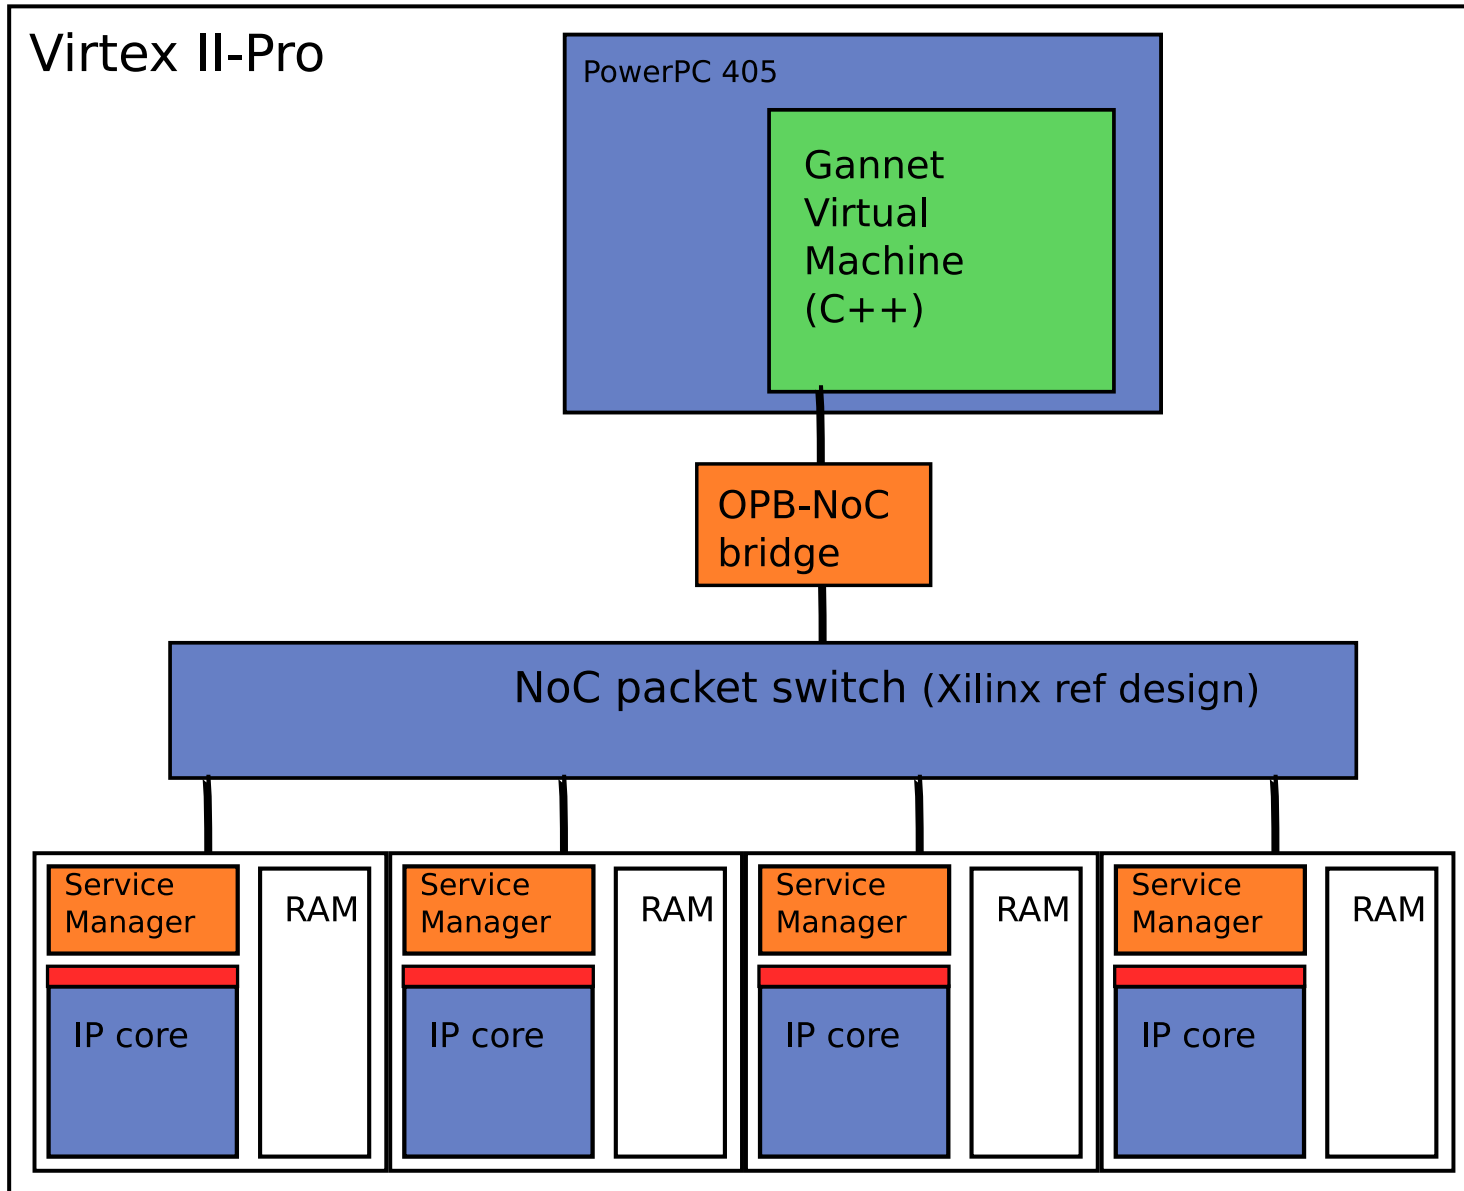 Virtex II-Pro
PowerPC 405
Gannet
Virtual
Machine
(C++)
OPB-NoC
bridge
NoC packet switch (Xilinx ref design)
Service
Manager
RAM
IP core
Service
Manager
RAM
IP core
Service
Manager
RAM
IP core
Service
Manager
RAM
IP core